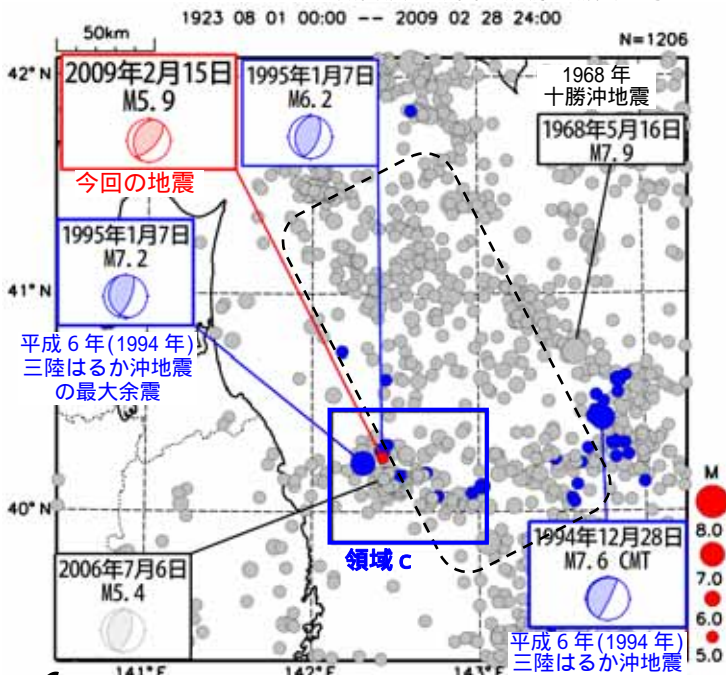 1923 08 01 00:00 -- 2009 02 28 24:00
50km
N=1206
42°N
2009年2月15日
M5.9
今回の地震
1995年1月7日
M6.2
1968 年
十勝沖地震
1968年5月16日
M7.9
1995年1月7日
M7.2
41°N
平成 6 年(1994 年)
三陸はるか沖地震
の最大余震
40°N
領域 c
2006年7月6日
M5.4
1994年12月28日
M7.6 CMT
平成 6 年(1994 年)
三陸はるか沖地震
M
8.0
7.0
6.0
5.0
141°E
142°E
143°E